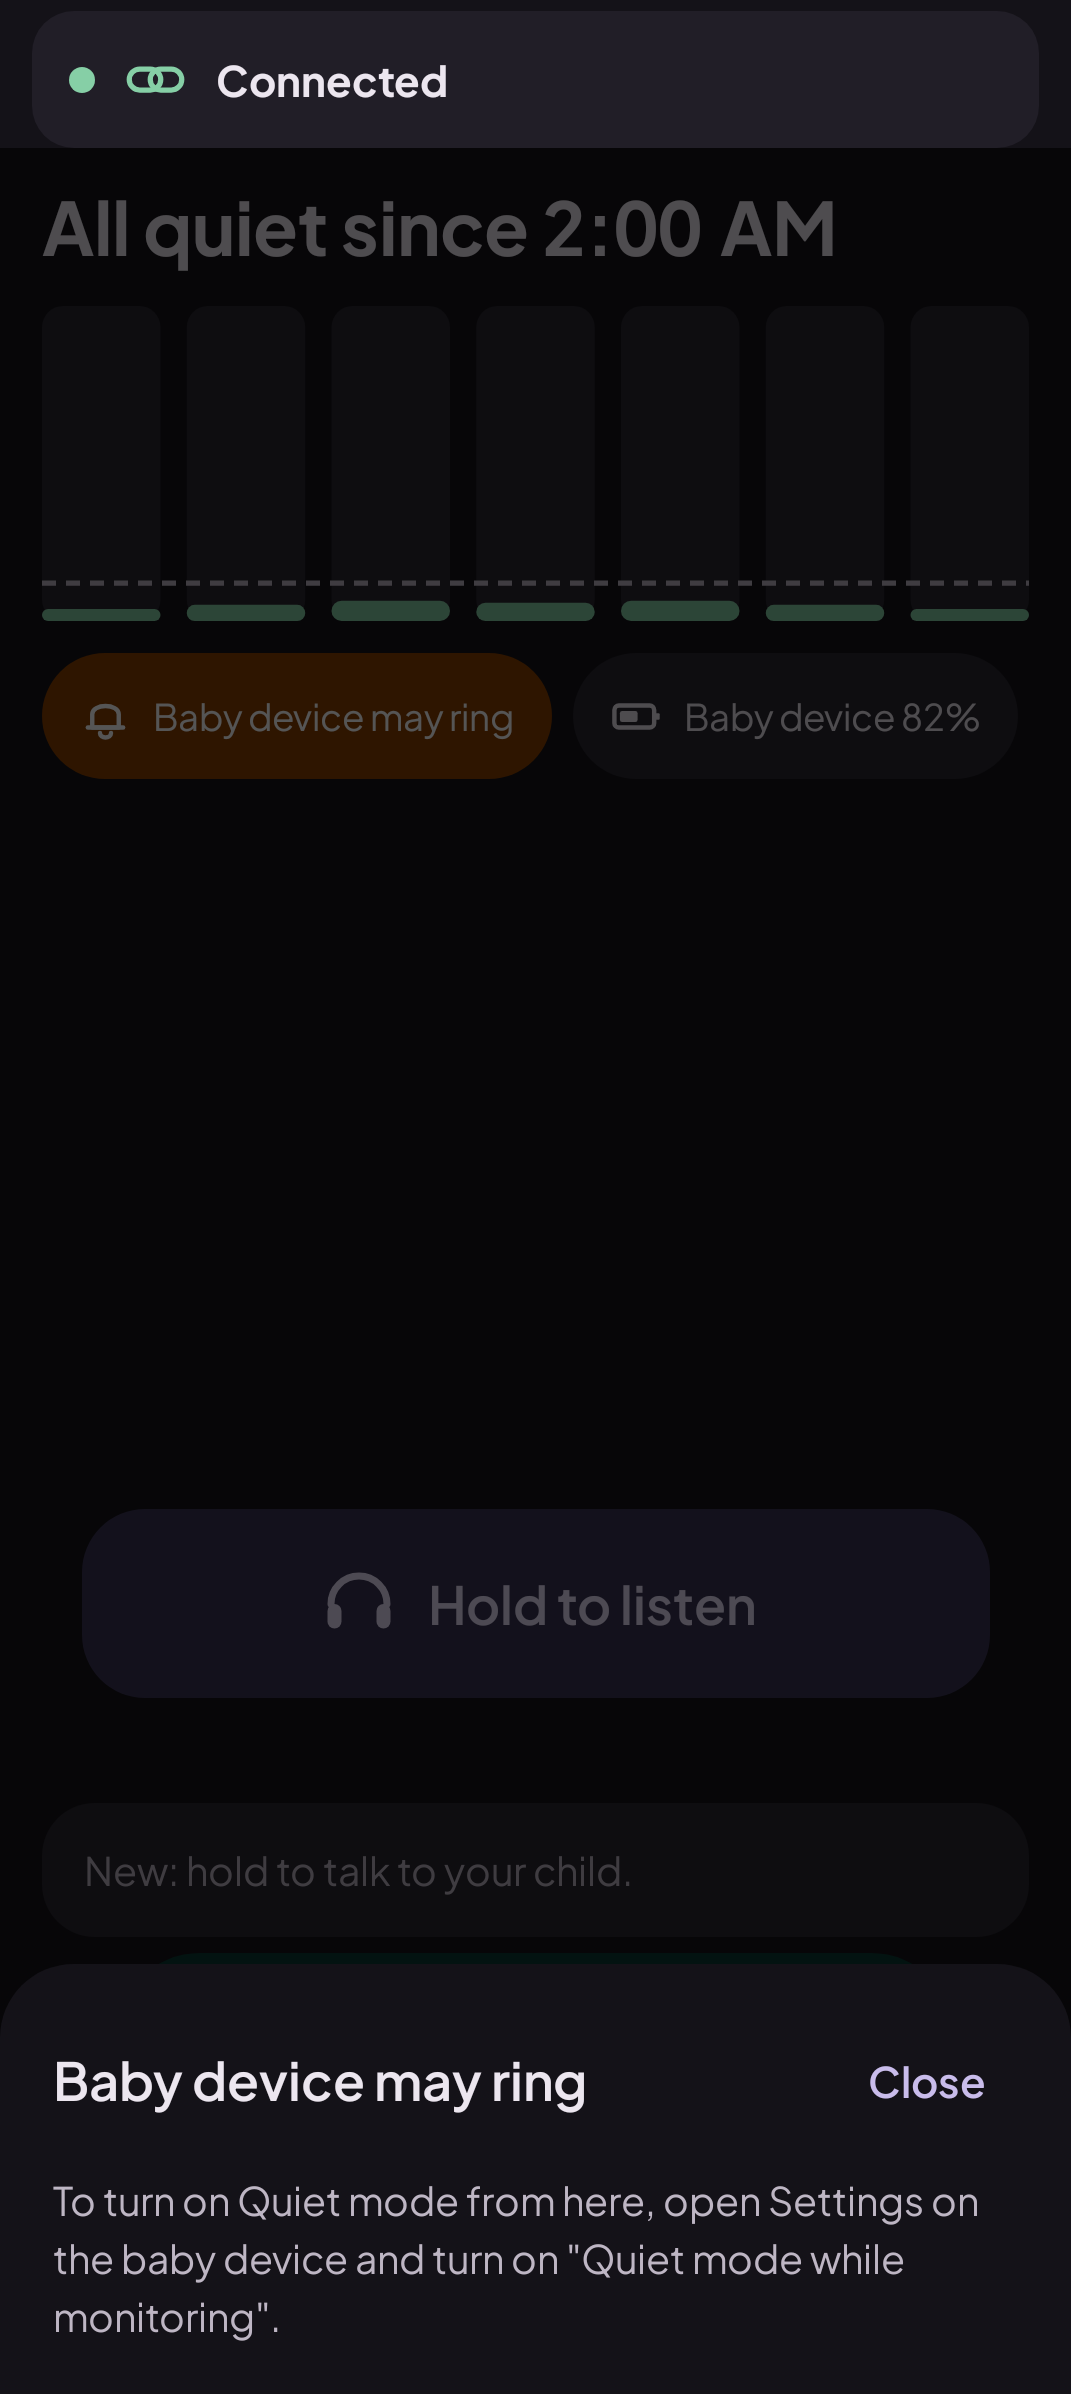 Connected
All quiet since 2:00 AM
Baby device may ring
Baby device 82%
Hold to listen
New: hold to talk to your child.
Baby device may ring
Close
To turn on Quiet mode from here, open Settings on
the baby device and turn on "Quiet mode while
monitoring".